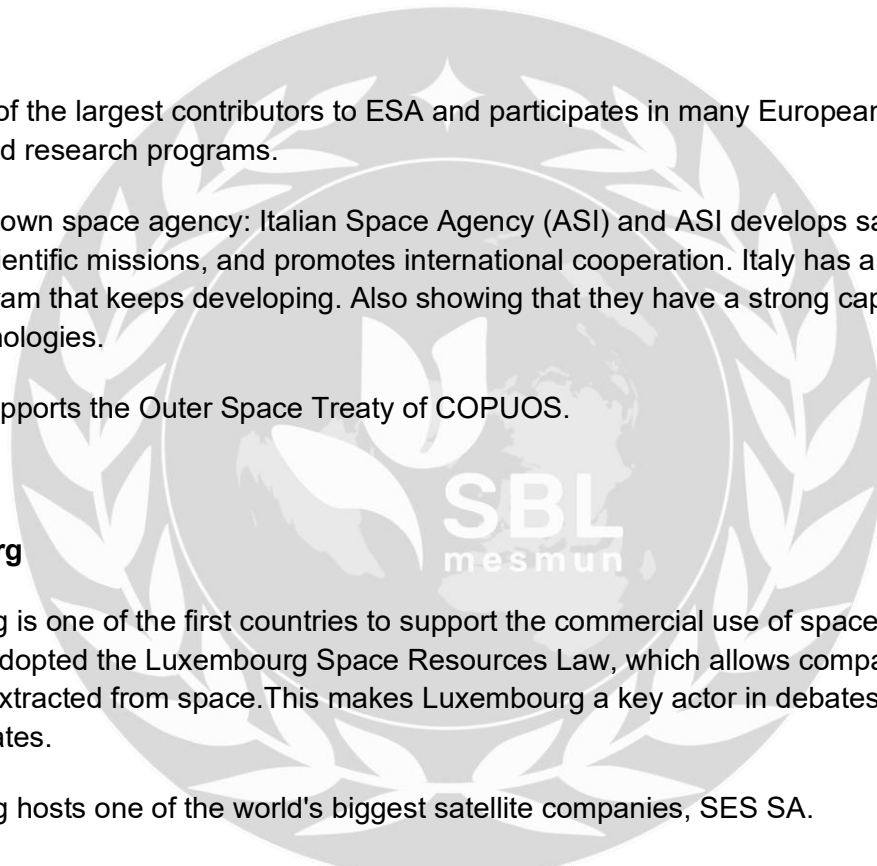 of the largest contributors to ESA and participates in many European
d research programs.
own space agency: Italian Space Agency (ASI) and ASI develops sa
entific missions, and promotes international cooperation. Italy has a
ram that keeps developing. Also showing that they have a strong cap
nologies.
pports the Outer Space Treaty of COPUOS.
SBL
mesmun
rg
g is one of the first countries to support the commercial use of space
dopted the Luxembourg Space Resources Law, which allows compa
xtracted from space.This makes Luxembourg a key actor in debates
ates.
g hosts one of the world's biggest satellite companies, SES SA.